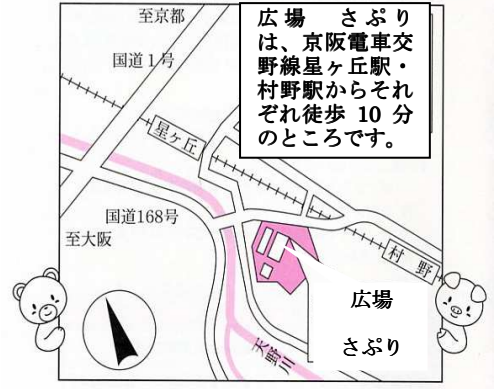 至京都
国道1号
広場 さぷり
は、京阪電車交
野線星ヶ丘駅・
村野駅からそれ
ぞれ徒歩 10 分
のところです。
星ヶ丘
国道168号
至大阪
村野
広場
さぷり
天野川